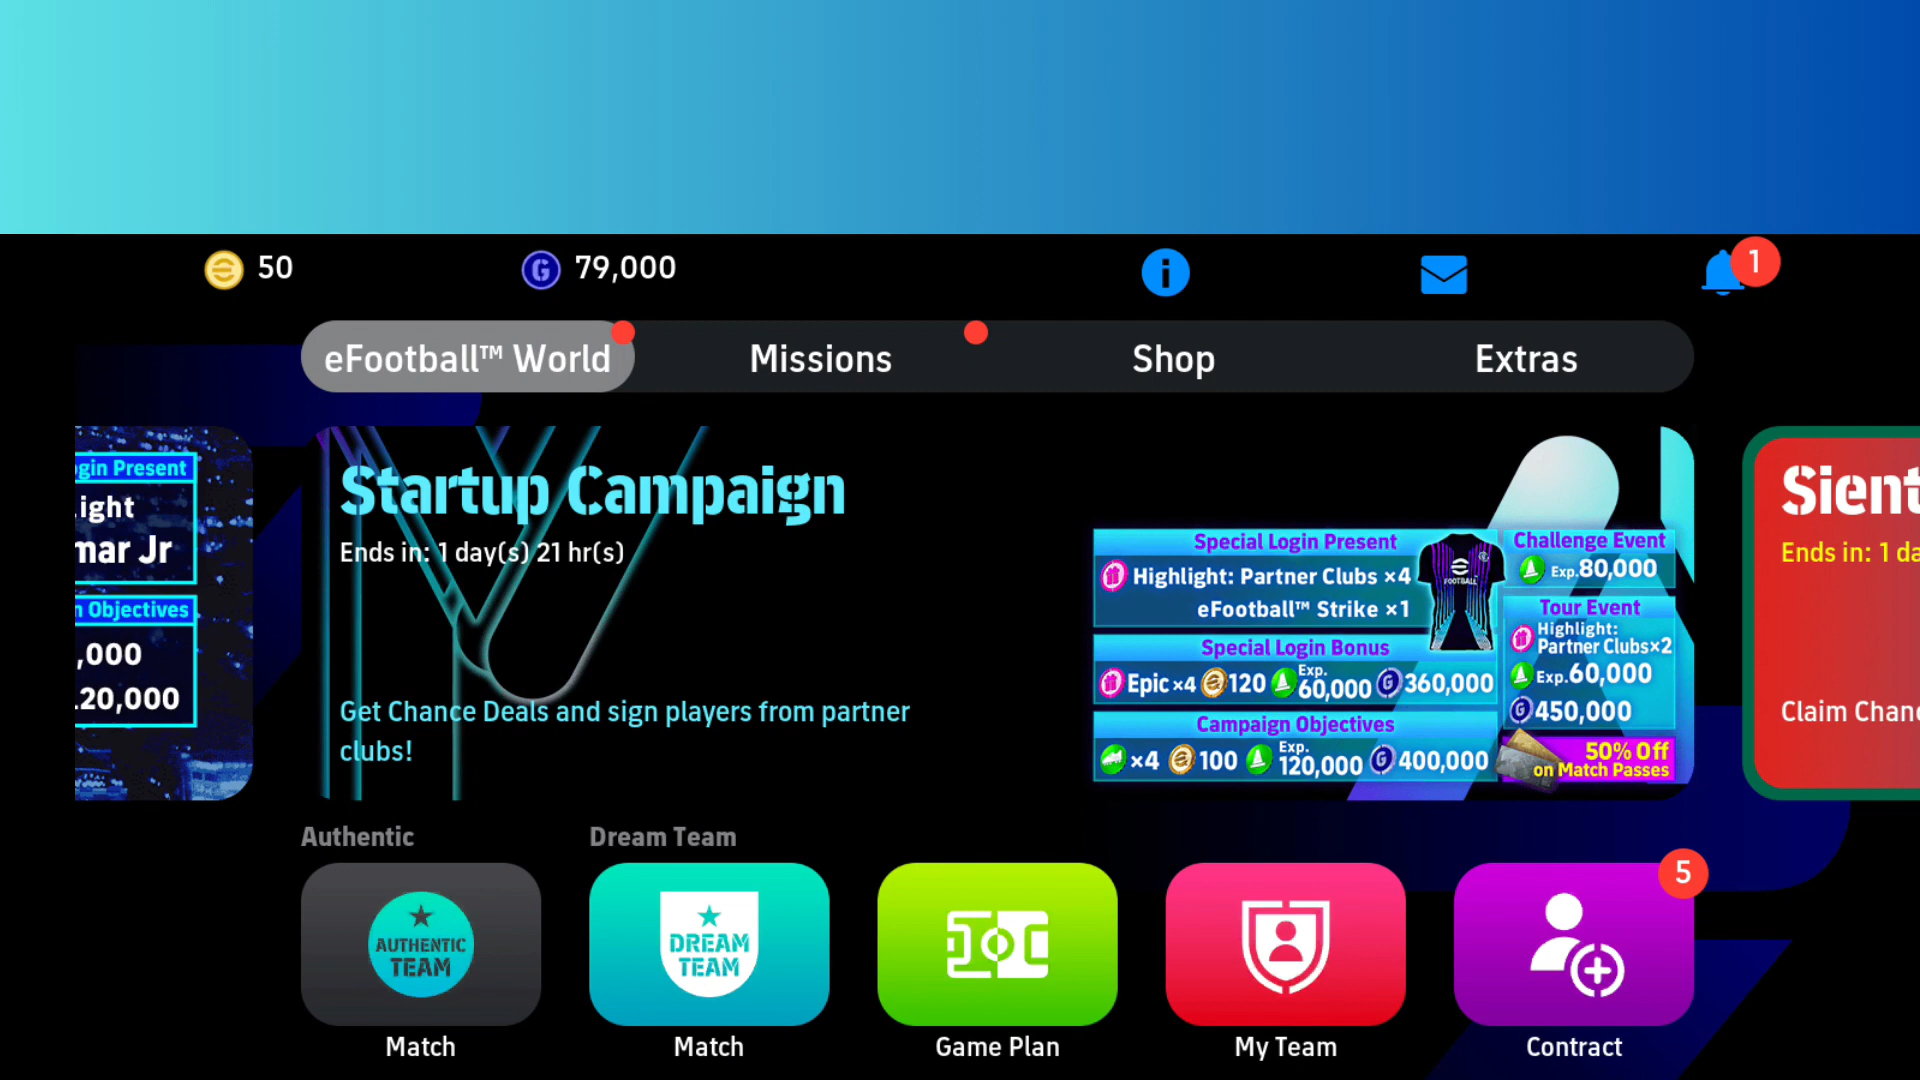 50
79,000
1
eFootball™ World
Missions
Shop
Extras
gin Present
ight
mar Jr
n Objectives
,000
20,000
Startup Campaign
Ends in: 1 day(s) 21 hr(s)
Get Chance Deals and sign players from partner
clubs!
Special Login Present
Highlight: Partner Clubs ×4
eFootball™ Strike ×1
FOOTBALL
Special Login Bonus
Epic ×4 120 Exp. 60,000 360,000
Campaign Objectives
×4 100 Exp. 120,000 400,000
Challenge Event
Exp.80,000
Tour Event
Highlight:
Partner Clubs×2
Exp.60,000
450,000
50% Off
on Match Passes
Sient
Ends in: 1 da
Claim Chanc
Authentic
Dream Team
AUTHENTIC
TEAM
DREAM
TEAM
5
Match
Match
Game Plan
My Team
Contract